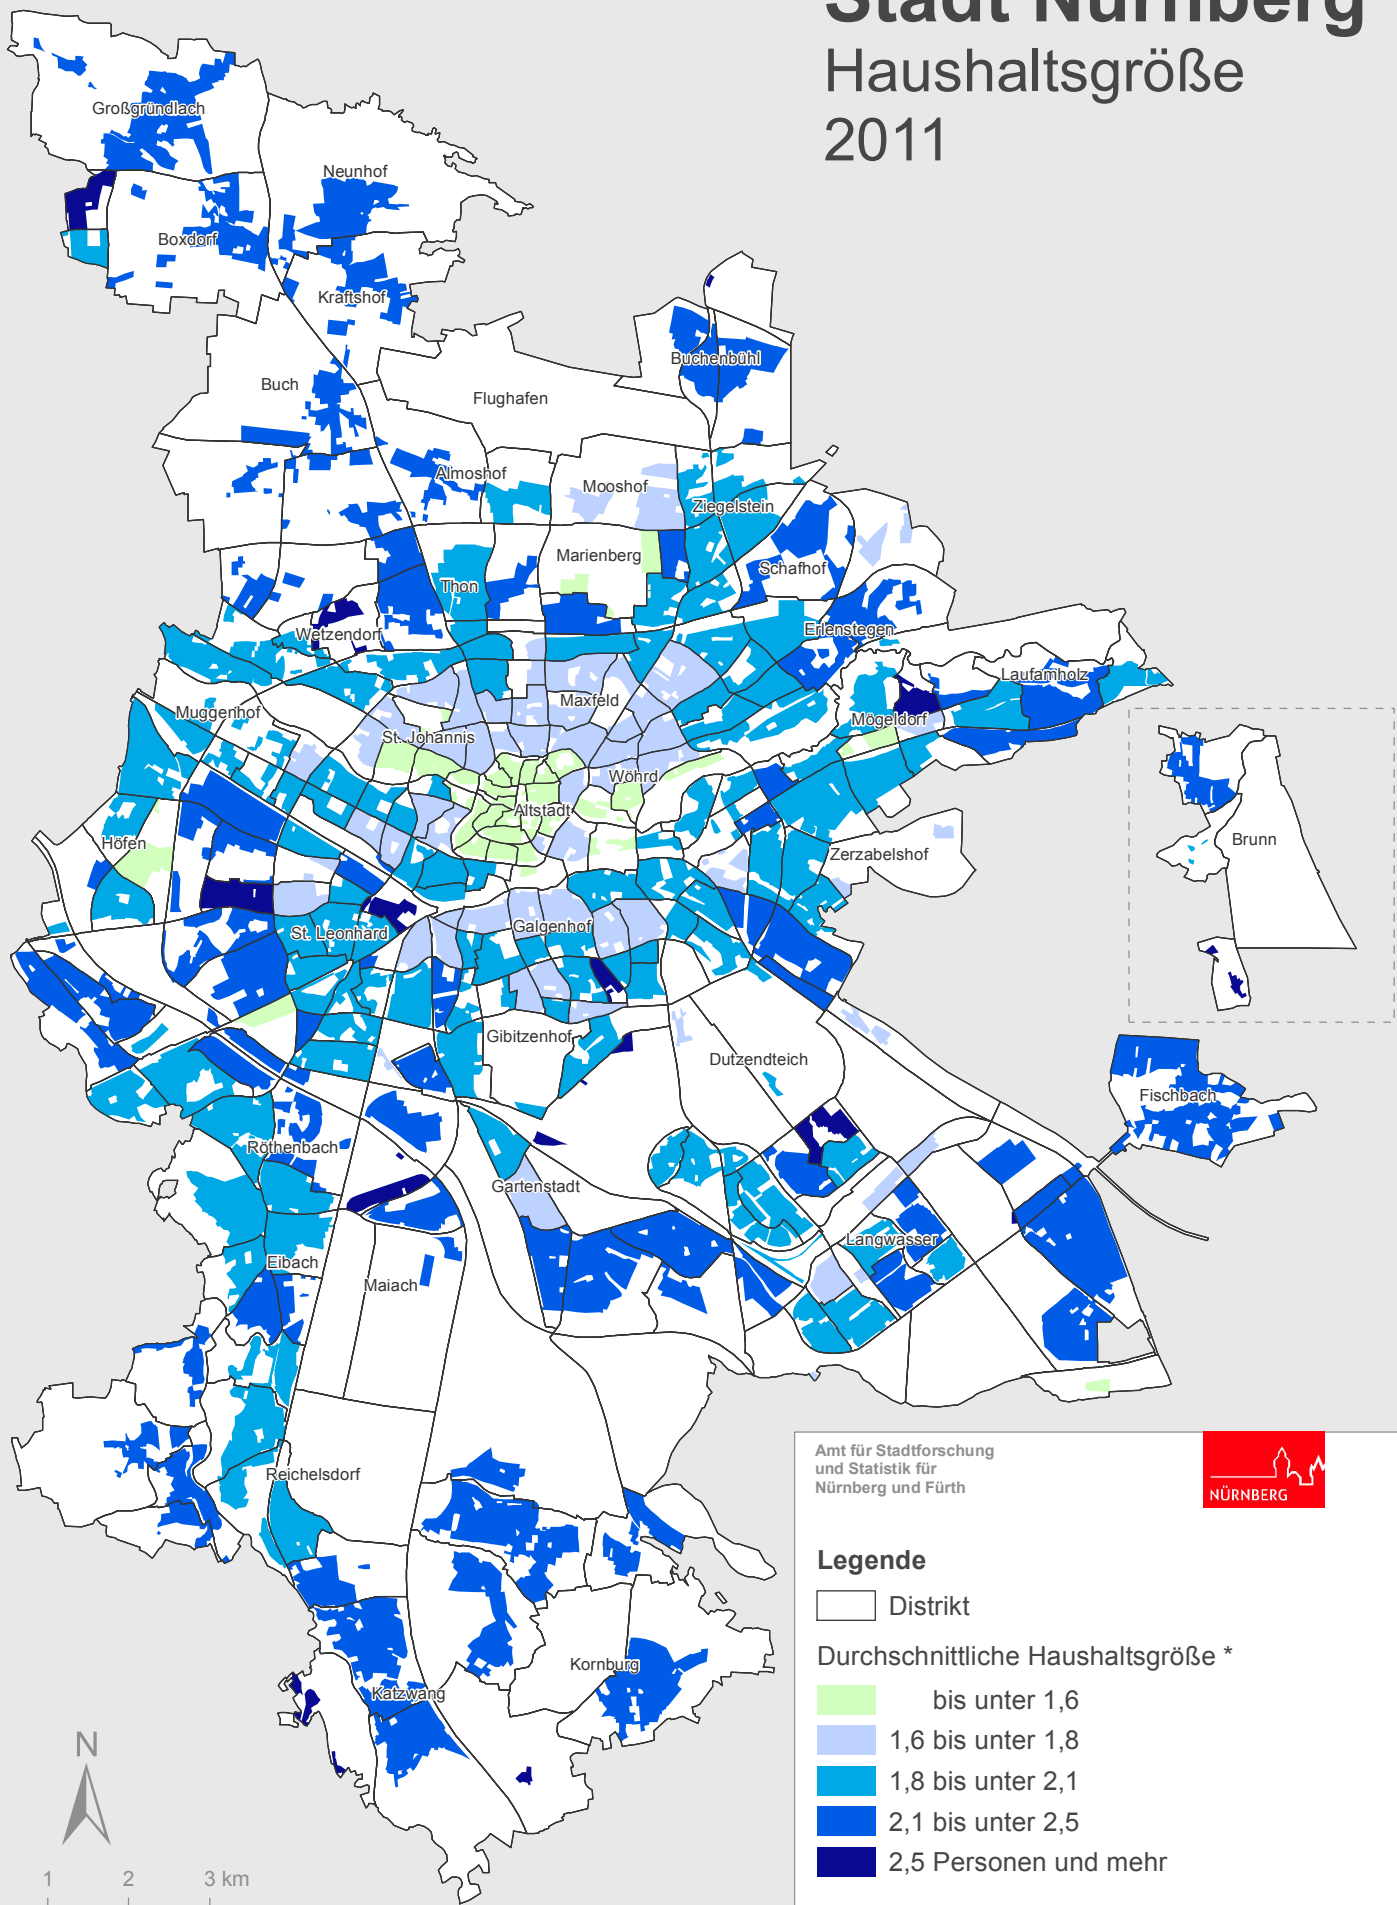 Stadt Nürnberg
Haushaltsgröße
2011
Großgründlach
Neunhof
Boxdorf
Kraftshof
Buchenbühl
Buch
Flughafen
Almoshof
Mooshof
Ziegelstein
Marienberg
Schafhof
Thon
Wetzendorf
Erlenstegen
Laufamholz
Maxfeld
Muggenhof
Mögeldorf
St. Johannis
Wöhrd
Altstadt
Höfen
Zerzabelshof
Brunn
St. Leonhard
Galgenhof
Gibitzenhof
Dutzendteich
Fischbach
Röthenbach
Gartenstadt
Langwasser
Eibach
Maiach
Reichelsdorf
Kornburg
Katzwang
Amt für Stadtforschung
und Statistik für
Nürnberg und Fürth
NÜRNBERG
Legende
Distrikt
Durchschnittliche Haushaltsgröße *
bis unter 1,6
1,6 bis unter 1,8
1,8 bis unter 2,1
2,1 bis unter 2,5
2,5 Personen und mehr
N
1 2 3 km